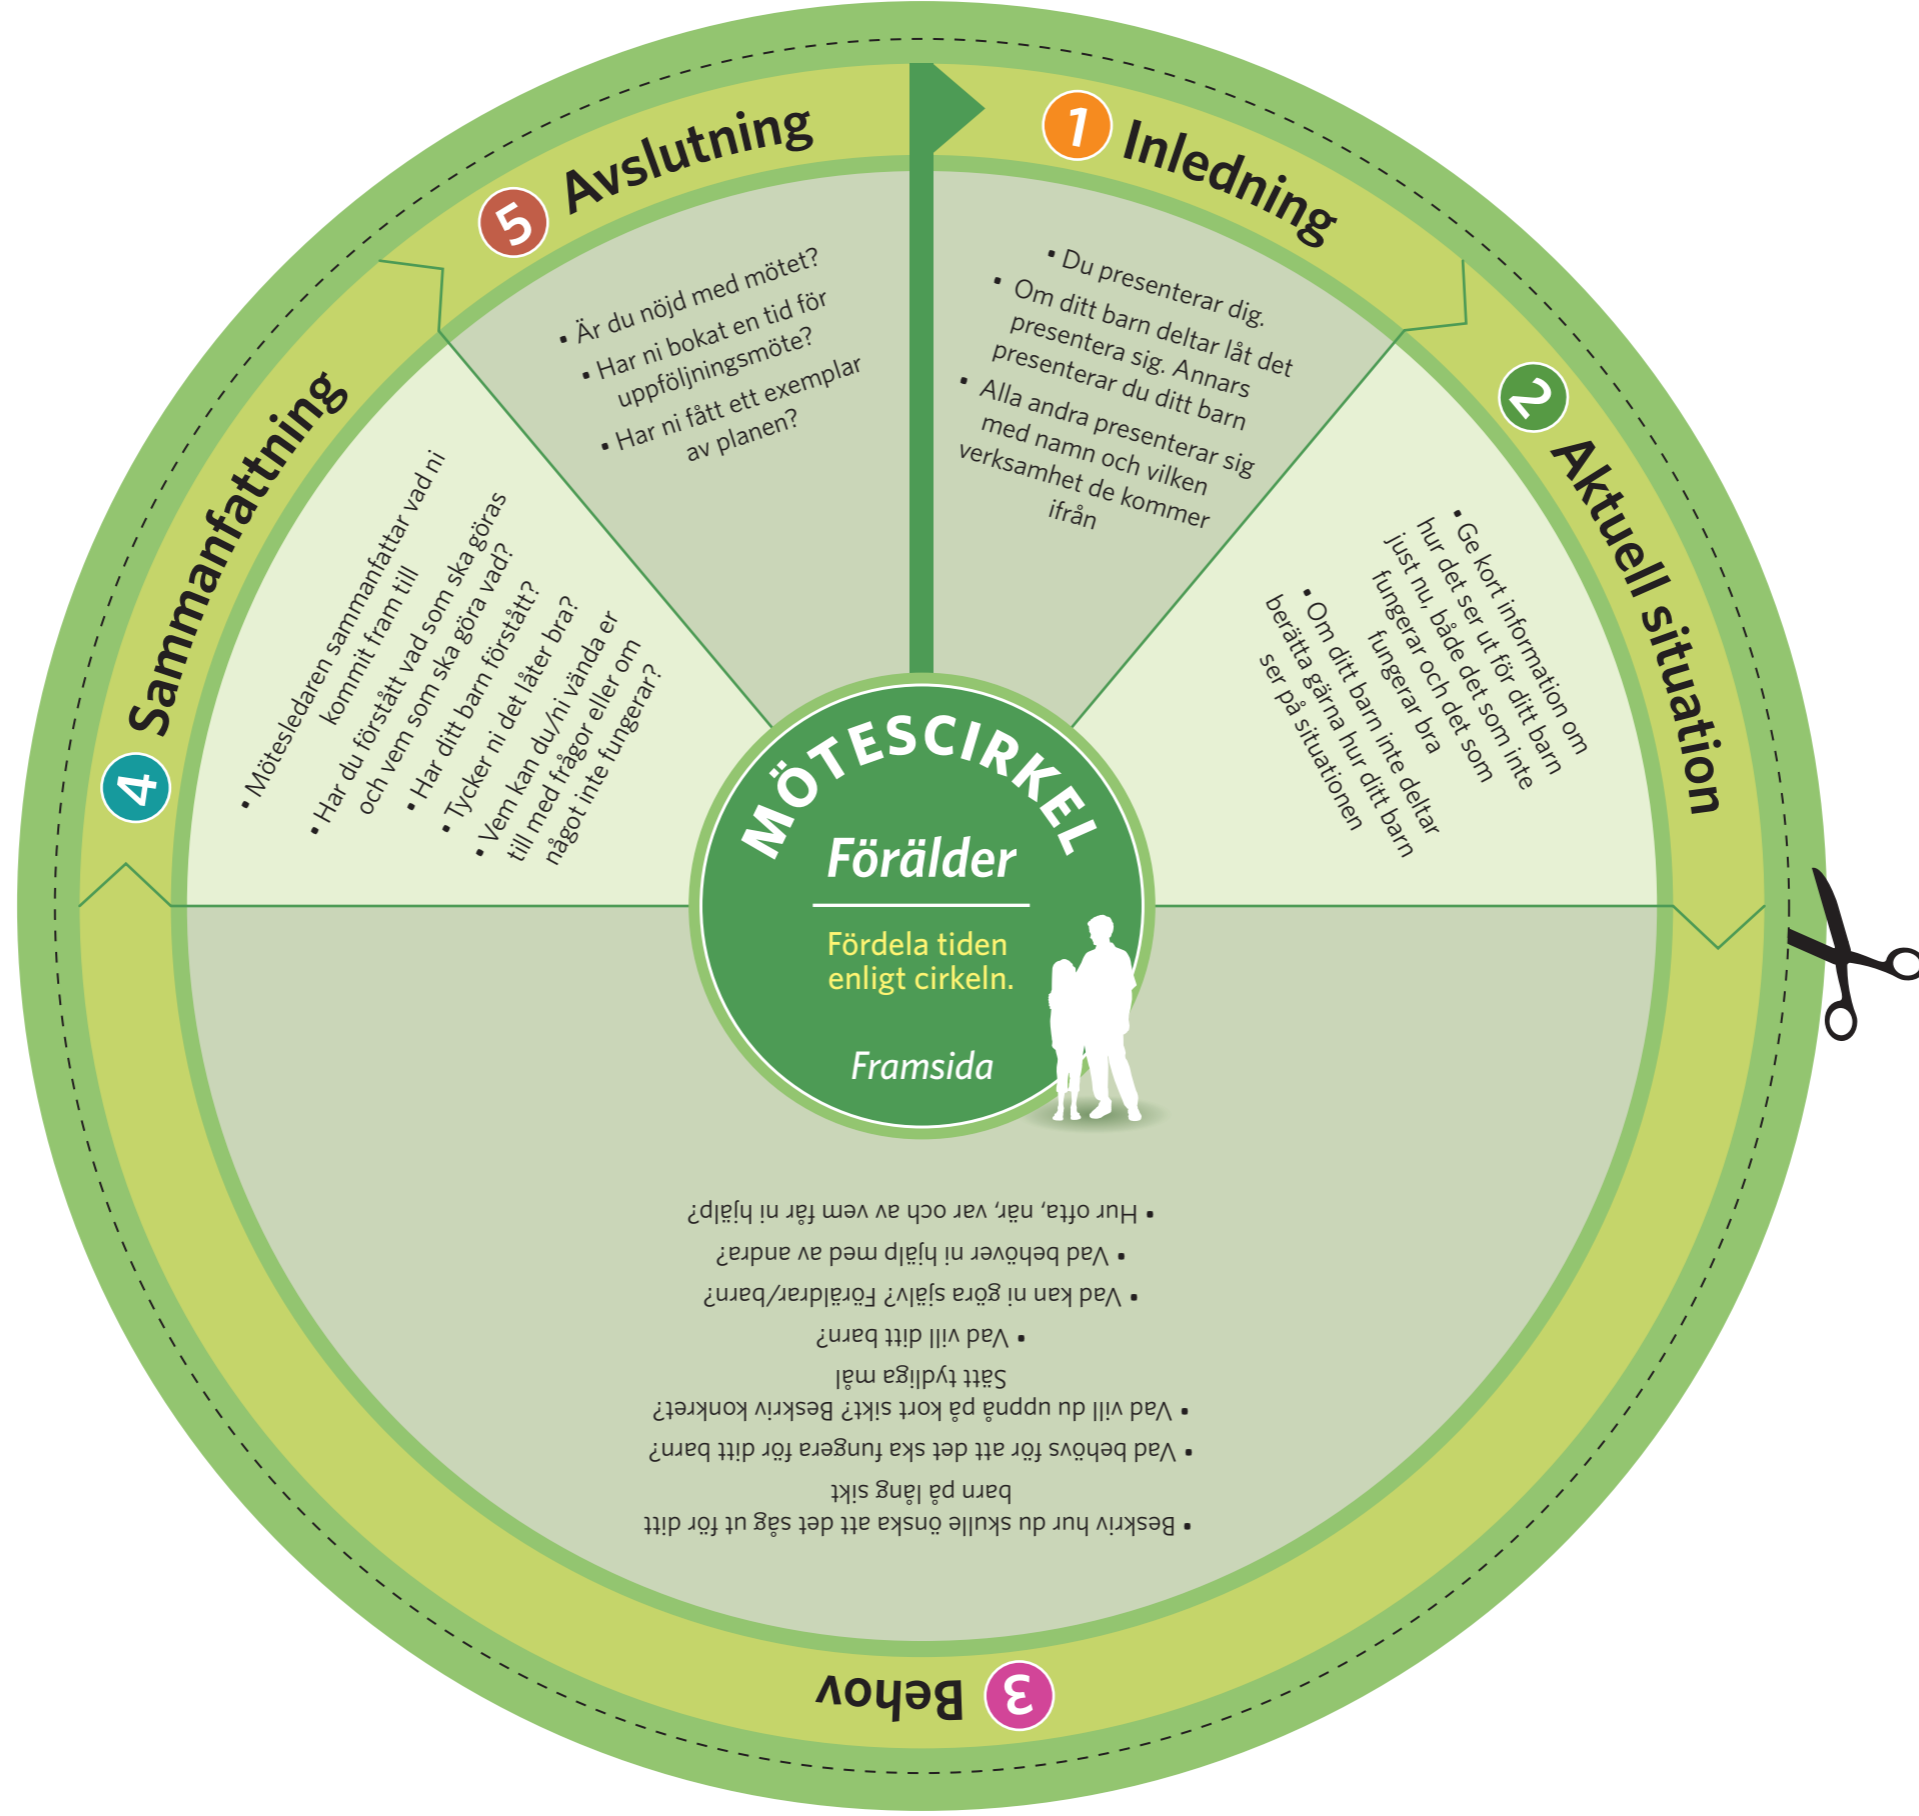 MÖTESCIRKEL
Förälder
Fördela tiden
enligt cirkeln.
Framsida
1 Inledning
▪ Du presenterar dig.
▪ Om ditt barn deltar låt det
presentera sig. Annars
presenterar du ditt barn
▪ Alla andra presenterar sig
med namn och vilken
verksamhet de kommer
ifrån
2 Aktuell situation
▪ Ge kort information om
hur det ser ut för ditt barn
just nu, både det som inte
fungerar och det som
fungerar bra
▪ Om ditt barn inte deltar
berätta gärna hur ditt barn
ser på situationen
3 Behov
▪ Beskriv hur du skulle önska att det såg ut för ditt
barn på lång sikt
▪ Vad behövs för att det ska fungera för ditt barn?
▪ Vad vill du uppnå på kort sikt? Beskriv konkret?
Sätt tydliga mål
▪ Vad vill ditt barn?
▪ Vad kan ni göra själv? Föräldrar/barn?
▪ Vad behöver ni hjälp med av andra?
▪ Hur ofta, när, var och av vem får ni hjälp?
4 Sammanfattning
▪ Mötesledaren sammanfattar vad ni
kommit fram till
▪ Har du förstått vad som ska göras
och vem som ska göra vad?
▪ Har ditt barn förstått?
▪ Tycker ni det låter bra?
▪ Vem kan du/ni vända er
till med frågor eller om
något inte fungerar?
5 Avslutning
▪ Är du nöjd med mötet?
▪ Har ni bokat en tid för
uppföljningsmöte?
▪ Har ni fått ett exemplar
av planen?